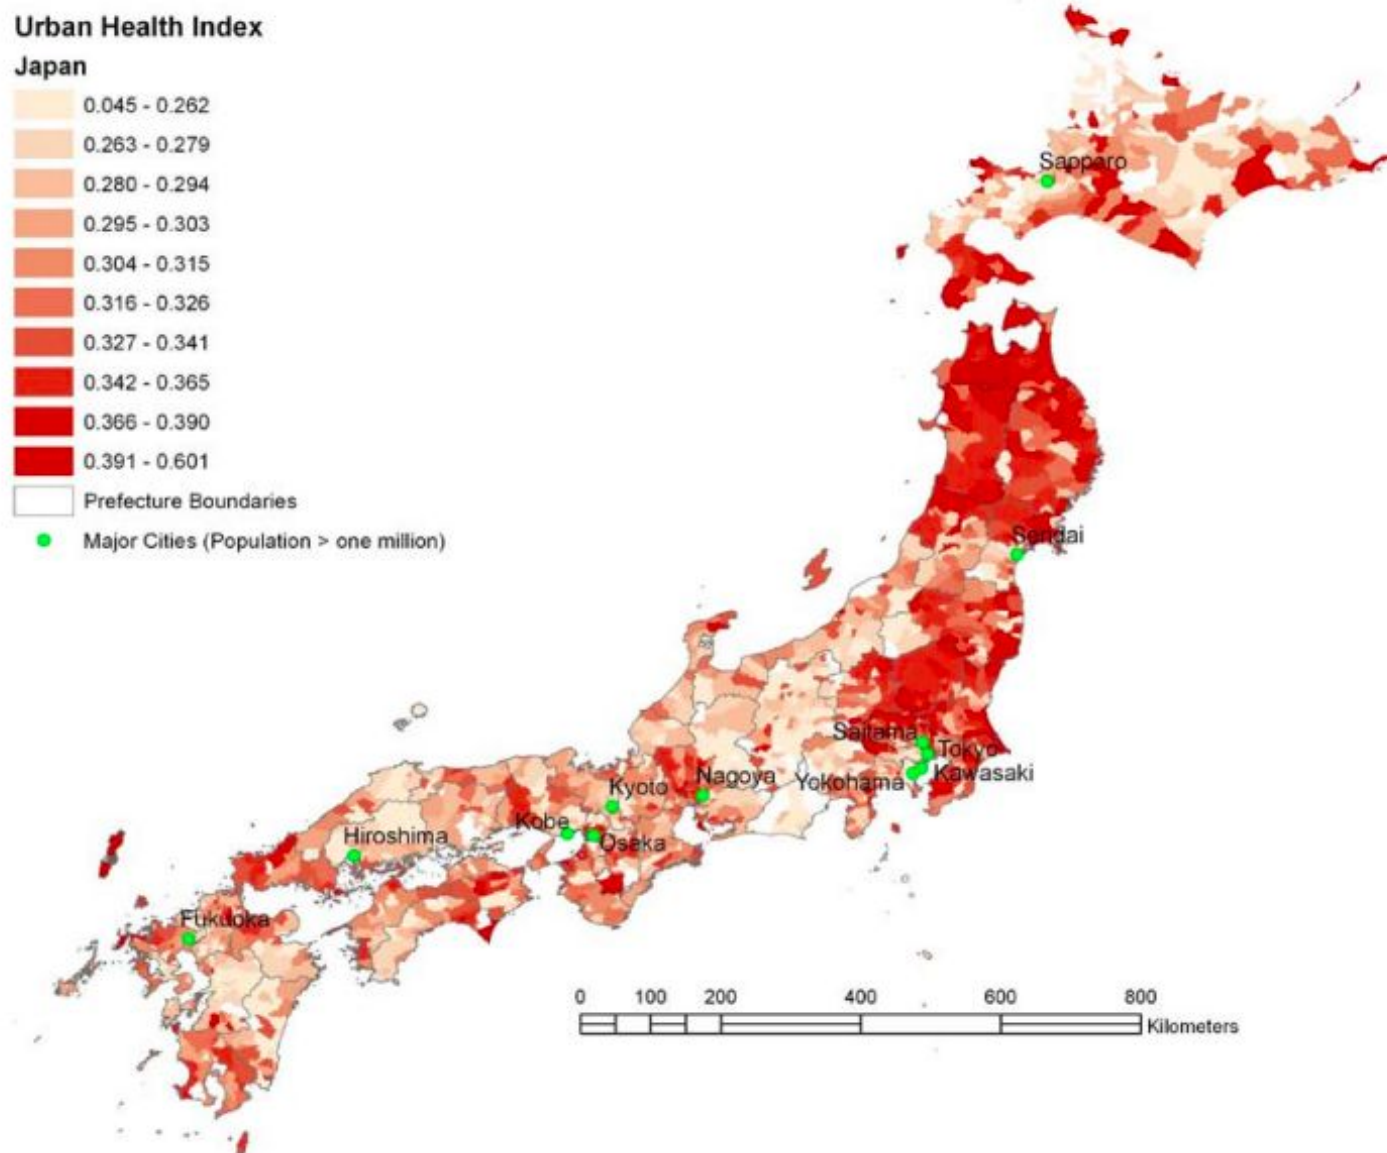 Urban Health Index
Japan
0.045 - 0.262
0.263 - 0.279
0.280 - 0.294
0.295 - 0.303
0.304 - 0.315
0.316 - 0.326
0.327 - 0.341
0.342 - 0.365
0.366 - 0.390
0.391 - 0.601
Prefecture Boundaries
Major Cities (Population > one million)
Sapporo
Sendai
Saitama
Tokyo
Yokohama
Kawasaki
Nagoya
Kyoto
Kobe
Osaka
Hiroshima
Fukuoka
0 100 200 400 600 800
Kilometers